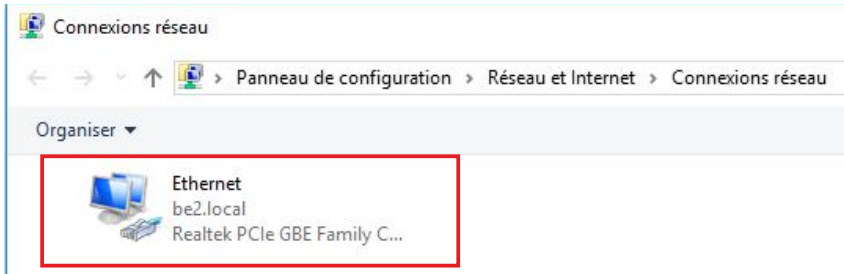 Connexions réseau
Panneau de configuration > Réseau et Internet > Connexions réseau
Organiser
Ethernet
be2.local
Realtek PCIe GBE Family C...